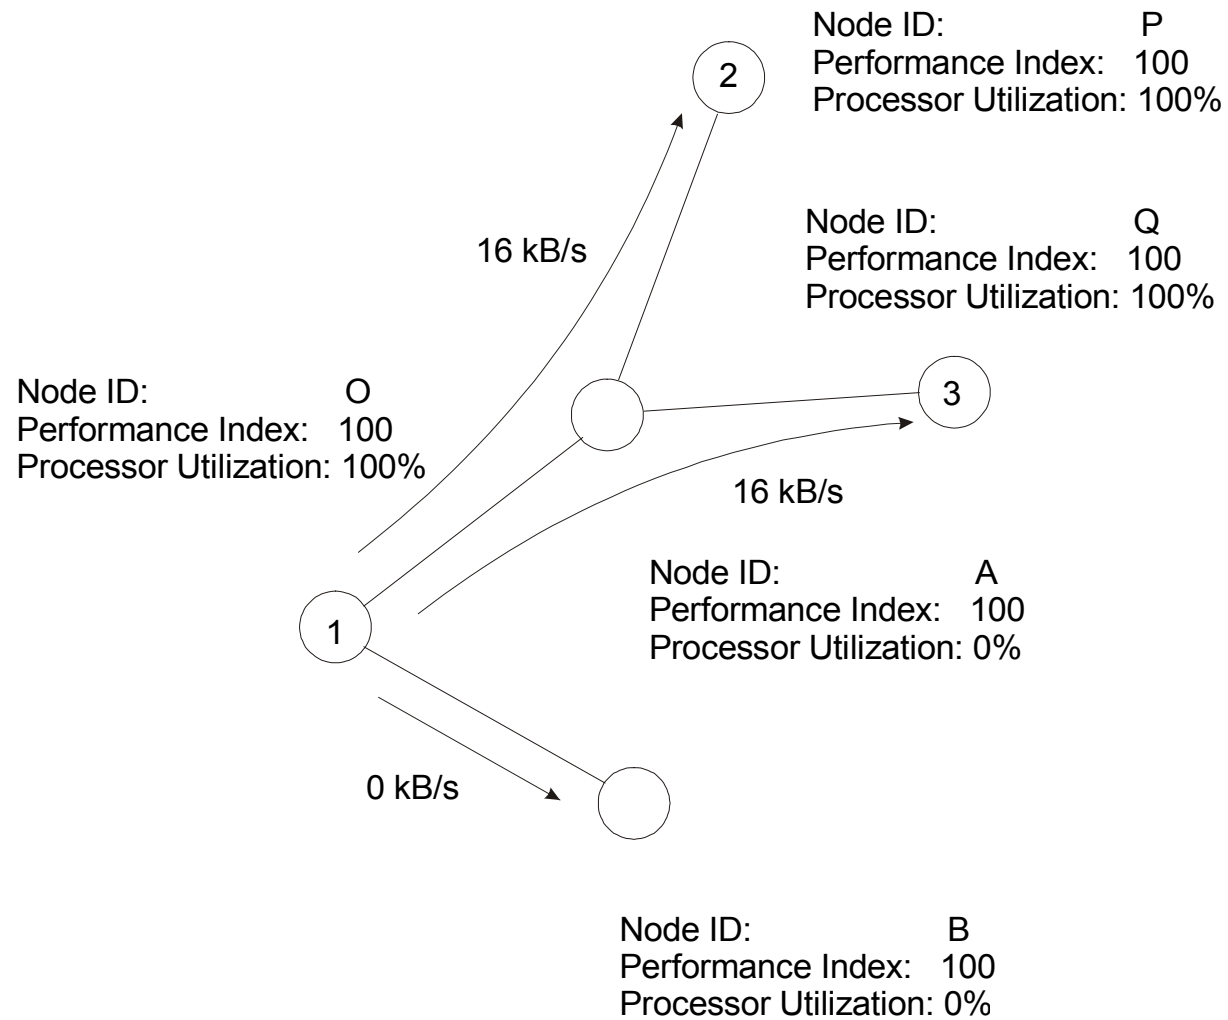 Node ID: P
Performance Index: 100
Processor Utilization: 100%
2
Node ID: Q
Performance Index: 100
Processor Utilization: 100%
16 kB/s
Node ID: O
Performance Index: 100
Processor Utilization: 100%
3
16 kB/s
Node ID: A
Performance Index: 100
Processor Utilization: 0%
1
0 kB/s
Node ID: B
Performance Index: 100
Processor Utilization: 0%